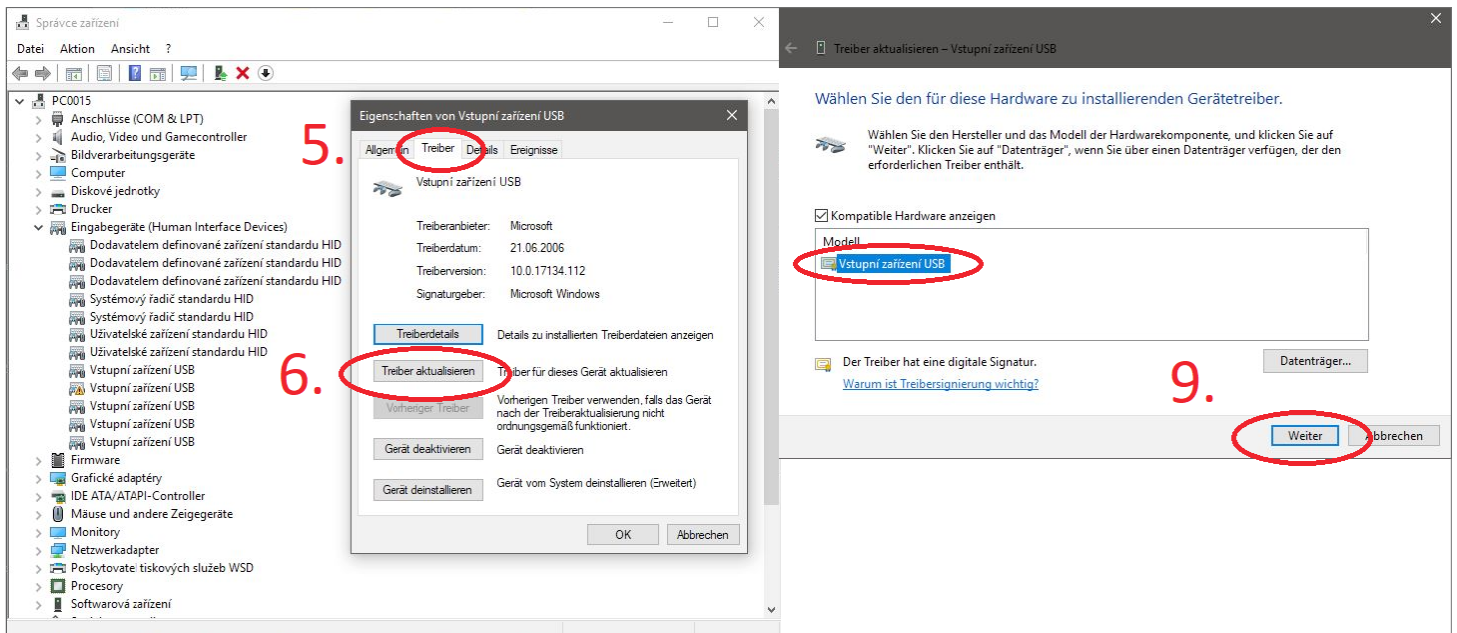 Správce zařízení
Datei Aktion Ansicht ?
PC0015
Anschlüsse (COM & LPT)
Audio, Video und Gamecontroller
Bildverarbeitungsgeräte
Computer
Diskové jednotky
Drucker
Eingabegeräte (Human Interface Devices)
Dodavatelem definované zařízení standardu HID
Dodavatelem definované zařízení standardu HID
Dodavatelem definované zařízení standardu HID
Systémový řadič standardu HID
Systémový řadič standardu HID
Uživatelské zařízení standardu HID
Uživatelské zařízení standardu HID
Vstupní zařízení USB
Vstupní zařízení USB
Vstupní zařízení USB
Vstupní zařízení USB
Vstupní zařízení USB
Firmware
Grafické adaptéry
IDE ATA/ATAPI-Controller
Mäuse und andere Zeigegeräte
Monitory
Netzwerkadapter
Poskytovatel tiskových služeb WSD
Procesory
Softwarová zařízení
5.
Eigenschaften von Vstupní zařízení USB
Allgemein Treiber Details Ereignisse
Vstupní zařízení USB
Treiberanbieter: Microsoft
Treiberdatum: 21.06.2006
Treiberversion: 10.0.17134.112
Signaturgeber: Microsoft Windows
Treiberdetails Details zu installierten Treiberdateien anzeigen
6.
Treiber aktualisieren Treiber für dieses Gerät aktualisieren
Vorheriger Treiber Vorherigen Treiber verwenden, falls das Gerät
nach der Treiberaktualisierung nicht
ordnungsgemäß funktioniert.
Gerät deaktivieren Gerät deaktivieren
Gerät deinstallieren Gerät vom System deinstallieren (Erweitert)
OK Abbrechen
Treiber aktualisieren – Vstupní zařízení USB
Wählen Sie den für diese Hardware zu installierenden Gerätetreiber.
Wählen Sie den Hersteller und das Modell der Hardwarekomponente, und klicken Sie auf
"Weiter". Klicken Sie auf "Datenträger", wenn Sie über einen Datenträger verfügen, der den
erforderlichen Treiber enthält.
Kompatible Hardware anzeigen
Modell
Vstupní zařízení USB
Der Treiber hat eine digitale Signatur.
Warum ist Treibersignierung wichtig?
Datenträger...
9.
Weiter Abbrechen